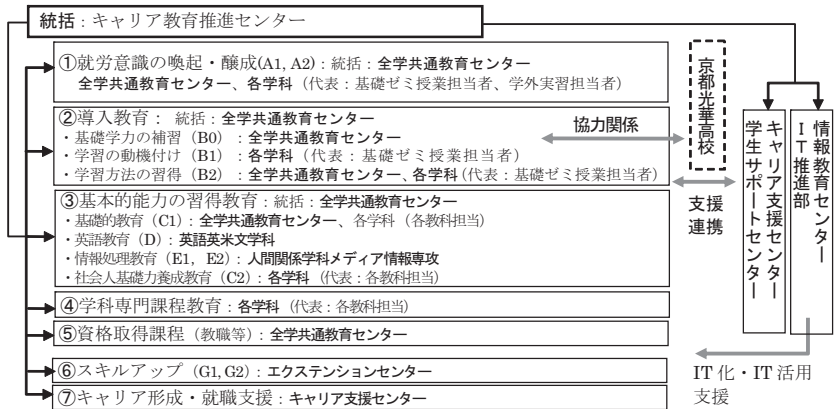 統括：キャリア教育推進センター
①就労意識の喚起・醸成(A1, A2)：統括：全学共通教育センター
全学共通教育センター、各学科（代表：基礎ゼミ授業担当者、学外実習担当者）
②導入教育： 統括：全学共通教育センター
・基礎学力の補習（B0）：全学共通教育センター
・学習の動機付け（B1）：各学科（代表：基礎ゼミ授業担当者）
・学習方法の習得（B2）：全学共通教育センター、各学科（代表：基礎ゼミ授業担当者）
③基本的能力の習得教育：統括：全学共通教育センター
・基礎的教育（C1）：全学共通教育センター、各学科（各教科担当）
・英語教育（D）：英語英米文学科
・情報処理教育（E1，E2）：人間関係学科メディア情報専攻
・社会人基礎力養成教育（C2）：各学科（代表：各教科担当）
④学科専門課程教育：各学科（代表：各教科担当）
⑤資格取得課程（教職等）：全学共通教育センター
⑥スキルアップ（G1, G2）：エクステンションセンター
⑦キャリア形成・就職支援：キャリア支援センター
協力関係
京都光華高校
支援
連携
情報教育センター
ＩＴ推進部
キャリア支援センター
学生サポートセンター
IT 化・IT 活用
支援